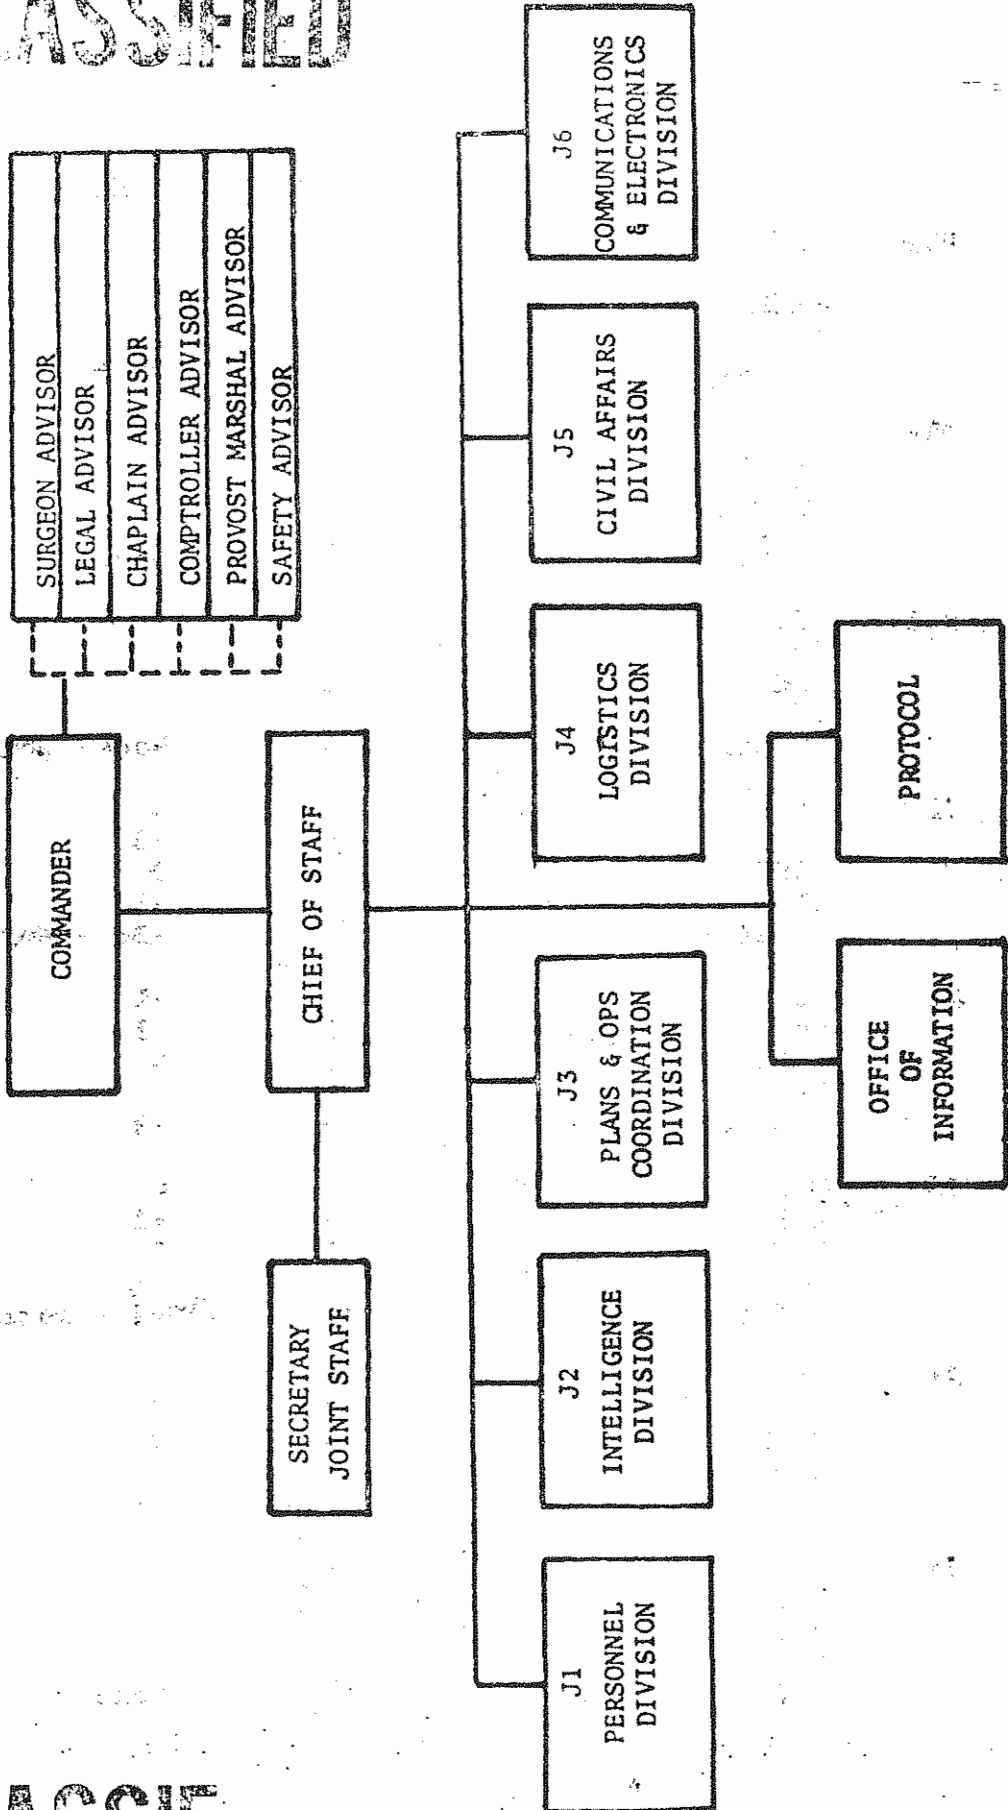 COMMANDER
SURGEON ADVISOR
LEGAL ADVISOR
CHAPLAIN ADVISOR
COMPTROLLER ADVISOR
PROVOST MARSHAL ADVISOR
SAFETY ADVISOR
SECRETARY
JOINT STAFF
CHIEF OF STAFF
J1
PERSONNEL
DIVISION
J2
INTELLIGENCE
DIVISION
J3
PLANS & OPS
COORDINATION
DIVISION
J4
LOGISTICS
DIVISION
J5
CIVIL AFFAIRS
DIVISION
J6
COMMUNICATIONS
& ELECTRONICS
DIVISION
OFFICE
OF
INFORMATION
PROTOCOL